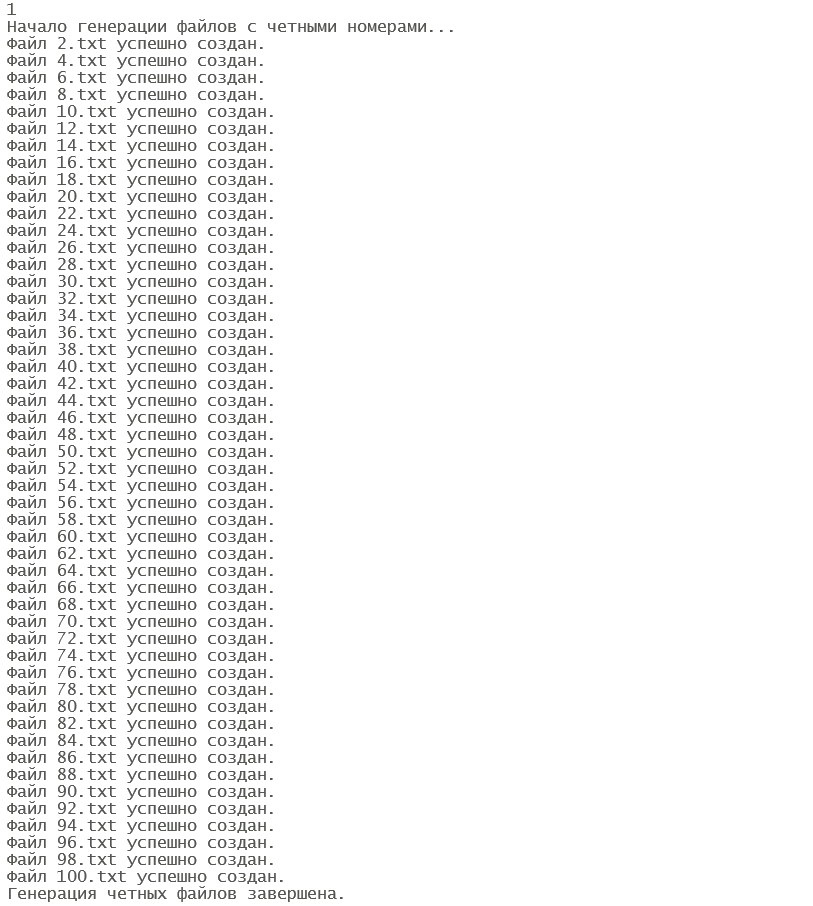 1
Начало генерации файлов с четными номерами...
Файл 2.txt успешно создан.
Файл 4.txt успешно создан.
Файл 6.txt успешно создан.
Файл 8.txt успешно создан.
Файл 10.txt успешно создан.
Файл 12.txt успешно создан.
Файл 14.txt успешно создан.
Файл 16.txt успешно создан.
Файл 18.txt успешно создан.
Файл 20.txt успешно создан.
Файл 22.txt успешно создан.
Файл 24.txt успешно создан.
Файл 26.txt успешно создан.
Файл 28.txt успешно создан.
Файл 30.txt успешно создан.
Файл 32.txt успешно создан.
Файл 34.txt успешно создан.
Файл 36.txt успешно создан.
Файл 38.txt успешно создан.
Файл 40.txt успешно создан.
Файл 42.txt успешно создан.
Файл 44.txt успешно создан.
Файл 46.txt успешно создан.
Файл 48.txt успешно создан.
Файл 50.txt успешно создан.
Файл 52.txt успешно создан.
Файл 54.txt успешно создан.
Файл 56.txt успешно создан.
Файл 58.txt успешно создан.
Файл 60.txt успешно создан.
Файл 62.txt успешно создан.
Файл 64.txt успешно создан.
Файл 66.txt успешно создан.
Файл 68.txt успешно создан.
Файл 70.txt успешно создан.
Файл 72.txt успешно создан.
Файл 74.txt успешно создан.
Файл 76.txt успешно создан.
Файл 78.txt успешно создан.
Файл 80.txt успешно создан.
Файл 82.txt успешно создан.
Файл 84.txt успешно создан.
Файл 86.txt успешно создан.
Файл 88.txt успешно создан.
Файл 90.txt успешно создан.
Файл 92.txt успешно создан.
Файл 94.txt успешно создан.
Файл 96.txt успешно создан.
Файл 98.txt успешно создан.
Файл 100.txt успешно создан.
Генерация четных файлов завершена.